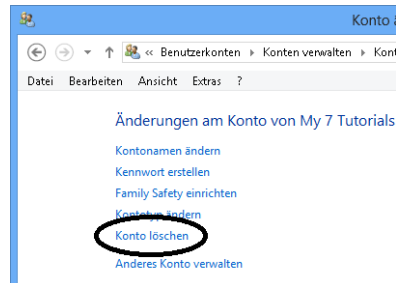 Konto ä
« Benutzerkonten ▸ Konten verwalten ▸ Kont
Datei Bearbeiten Ansicht Extras ?
Änderungen am Konto von My 7 Tutorials
Kontonamen ändern
Kennwort erstellen
Family Safety einrichten
Kontotyp ändern
Konto löschen
Anderes Konto verwalten